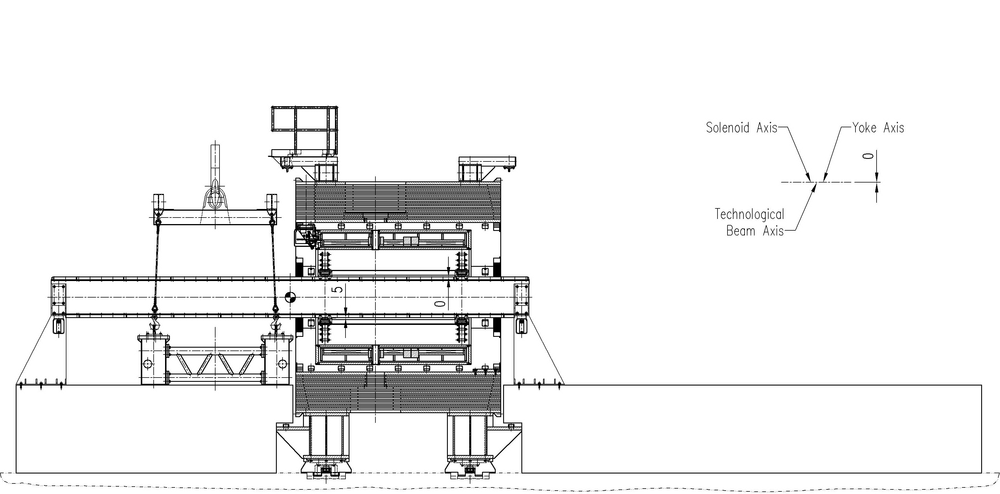 Solenoid Axis
Yoke Axis
0
Technological
Beam Axis
5
0